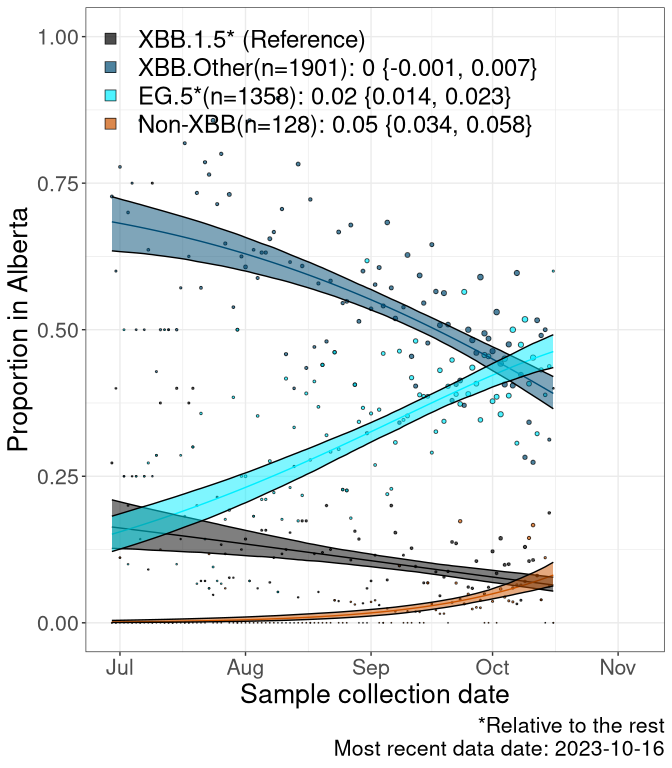 XBB.1.5* (Reference)
XBB.Other(n=1901): 0 {-0.001, 0.007}
EG.5*(n=1358): 0.02 {0.014, 0.023}
Non-XBB(n=128): 0.05 {0.034, 0.058}
1.00
0.75
0.50
0.25
0.00
Proportion in Alberta
Jul Aug Sep Oct Nov
Sample collection date
*Relative to the rest
Most recent data date: 2023-10-16